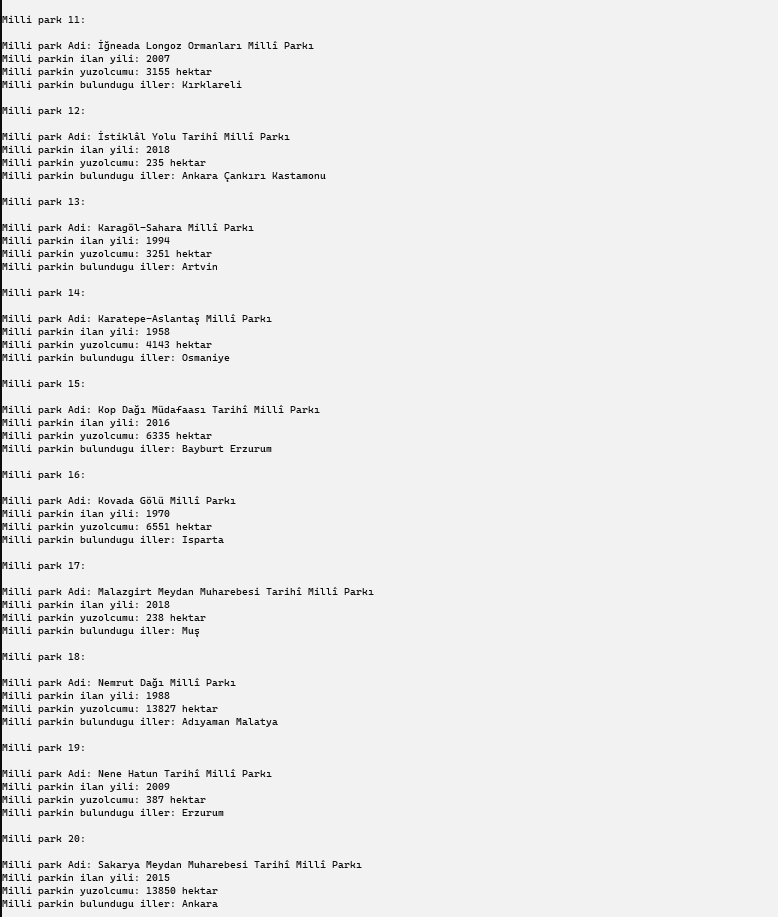 Milli park 11:
Milli park Adi: İğneada Longoz Ormanları Millî Parkı
Milli parkin ilan yili: 2007
Milli parkin yuzolcumu: 3155 hektar
Milli parkin bulundugu iller: Kırklareli
Milli park 12:
Milli park Adi: İstiklâl Yolu Tarihî Millî Parkı
Milli parkin ilan yili: 2018
Milli parkin yuzolcumu: 235 hektar
Milli parkin bulundugu iller: Ankara Çankırı Kastamonu
Milli park 13:
Milli park Adi: Karagöl-Sahara Millî Parkı
Milli parkin ilan yili: 1994
Milli parkin yuzolcumu: 3251 hektar
Milli parkin bulundugu iller: Artvin
Milli park 14:
Milli park Adi: Karatepe-Aslantaş Millî Parkı
Milli parkin ilan yili: 1958
Milli parkin yuzolcumu: 4143 hektar
Milli parkin bulundugu iller: Osmaniye
Milli park 15:
Milli park Adi: Kop Dağı Müdafaası Tarihî Millî Parkı
Milli parkin ilan yili: 2016
Milli parkin yuzolcumu: 6335 hektar
Milli parkin bulundugu iller: Bayburt Erzurum
Milli park 16:
Milli park Adi: Kovada Gölü Millî Parkı
Milli parkin ilan yili: 1970
Milli parkin yuzolcumu: 6551 hektar
Milli parkin bulundugu iller: Isparta
Milli park 17:
Milli park Adi: Malazgirt Meydan Muharebesi Tarihî Millî Parkı
Milli parkin ilan yili: 2018
Milli parkin yuzolcumu: 238 hektar
Milli parkin bulundugu iller: Muş
Milli park 18:
Milli park Adi: Nemrut Dağı Millî Parkı
Milli parkin ilan yili: 1988
Milli parkin yuzolcumu: 13827 hektar
Milli parkin bulundugu iller: Adıyaman Malatya
Milli park 19:
Milli park Adi: Nene Hatun Tarihî Millî Parkı
Milli parkin ilan yili: 2009
Milli parkin yuzolcumu: 387 hektar
Milli parkin bulundugu iller: Erzurum
Milli park 20:
Milli park Adi: Sakarya Meydan Muharebesi Tarihî Millî Parkı
Milli parkin ilan yili: 2015
Milli parkin yuzolcumu: 13850 hektar
Milli parkin bulundugu iller: Ankara